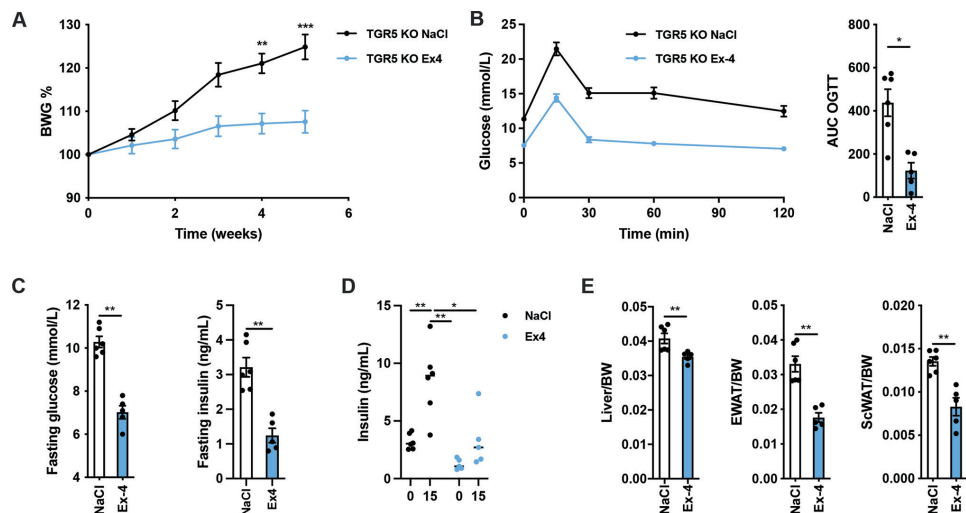 A
BWG %
130
120
110
100
90
0
2
4
6
Time (weeks)
**
***
TGR5 KO NaCl
TGR5 KO Ex4
B
Glucose (mmol/L)
25
20
15
10
5
0
0
30
60
90
120
Time (min)
TGR5 KO NaCl
TGR5 KO Ex-4
AUC OGTT
800
600
400
200
0
*
NaCl
Ex-4
C
Fasting glucose (mmol/L)
12
10
8
6
4
**
NaCl
Ex-4
Fasting insulin (ng/mL)
5
4
3
2
1
0
**
NaCl
Ex4
D
Insulin (ng/mL)
15
10
5
0
** *
**
0
15
0
15
NaCl
Ex4
E
Liver/BW
0.05
0.04
0.03
0.02
0.01
0.00
**
NaCl
Ex-4
EWAT/BW
0.04
0.03
0.02
0.01
0.00
**
NaCl
Ex-4
ScWAT/BW
0.020
0.015
0.010
0.005
0.000
**
NaCl
Ex-4